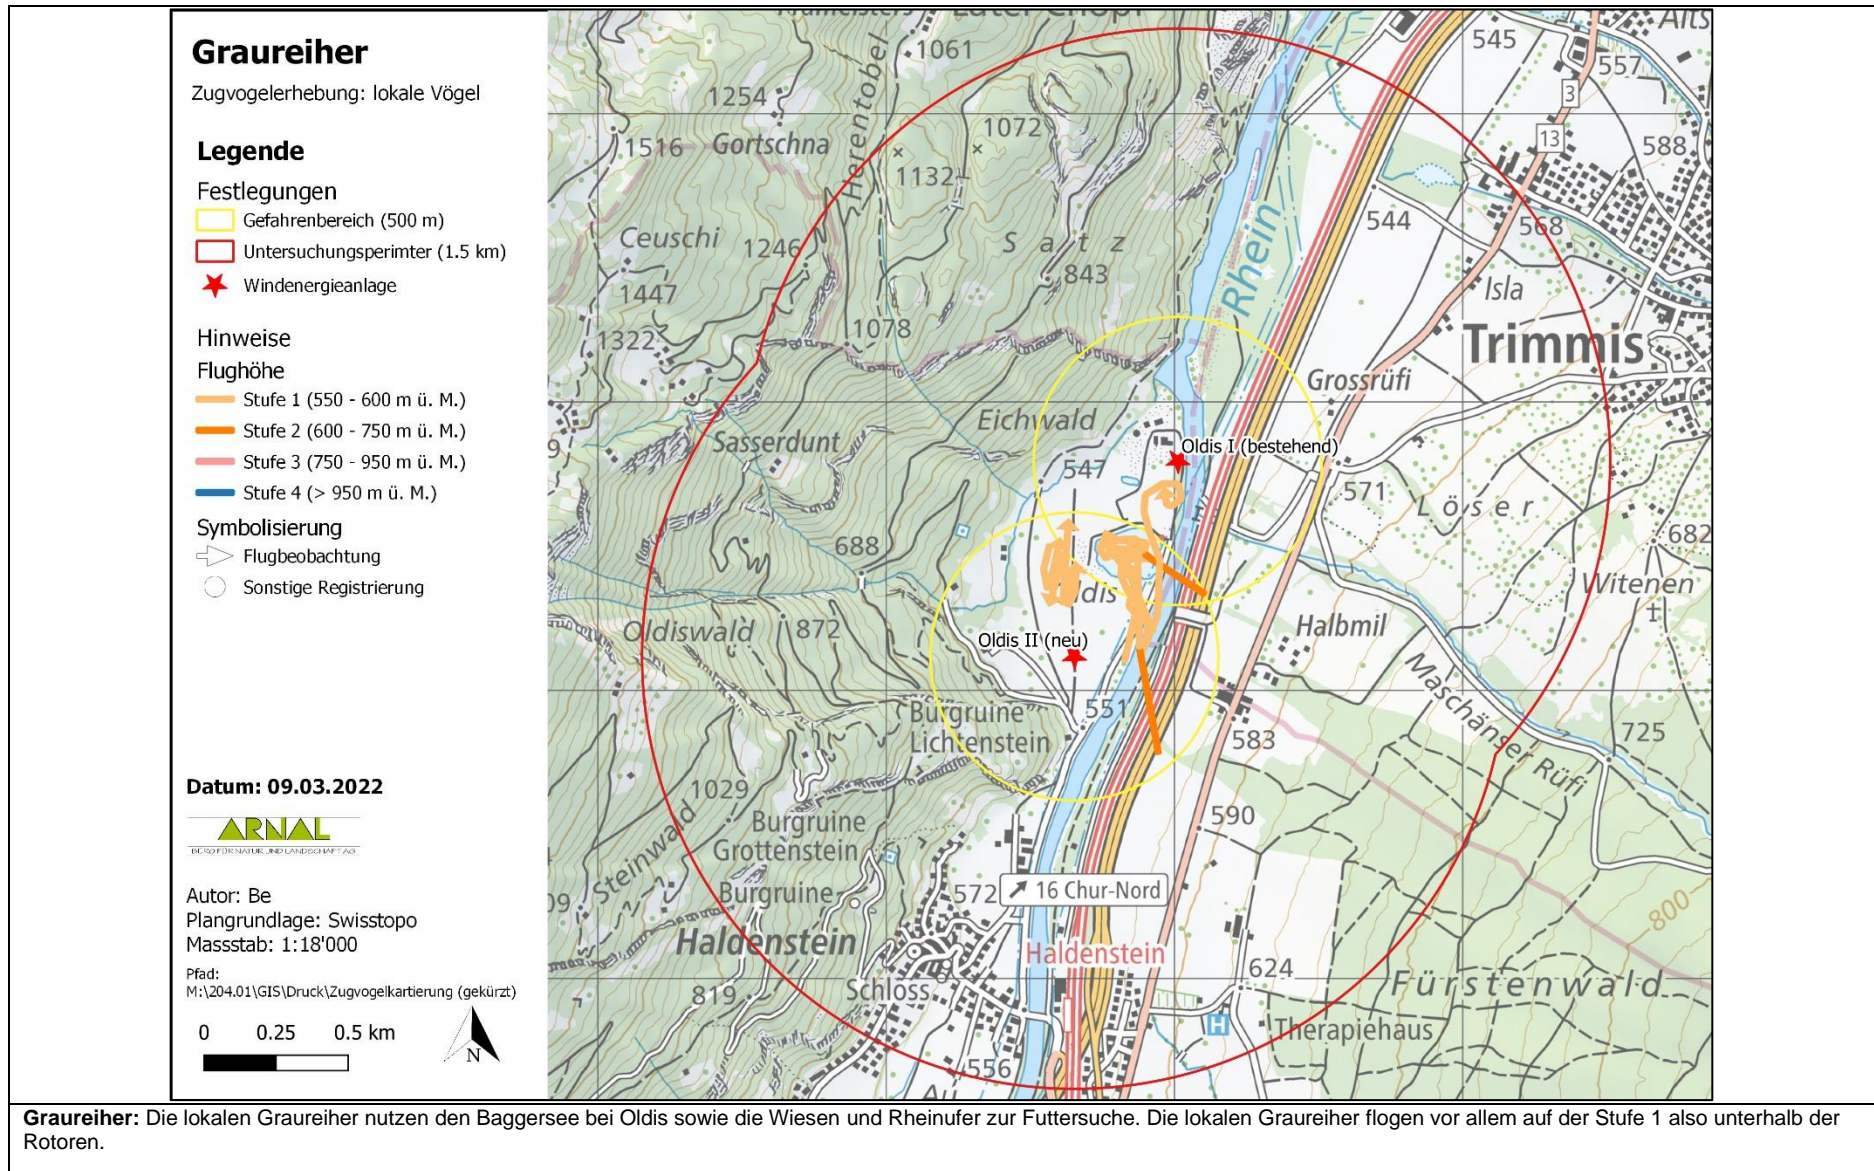 Graureiher
Zugvogelerhebung: lokale Vögel
Legende
Festlegungen
Gefahrenbereich (500 m)
Untersuchungsperimter (1.5 km)
Windenergieanlage
Hinweise
Flughöhe
Stufe 1 (550 - 600 m ü. M.)
Stufe 2 (600 - 750 m ü. M.)
Stufe 3 (750 - 950 m ü. M.)
Stufe 4 (> 950 m ü. M.)
Symbolisierung
Flugbeobachtung
Sonstige Registrierung
Datum: 09.03.2022
ARNAL
BÜRO FÜR NATUR UND LANDSCHAFT AG
Autor: Be
Plangrundlage: Swisstopo
Massstab: 1:18'000
Pfad:
M:\204.01\GIS\Druck\Zugvogelkartierung (gekürzt)
0 0.25 0.5 km
N
1061
545
557
1254
3
1072
13
1516
Gortschna
588
Herentobel
1132
544
568
Ceuschi
1246
Satz
Rhein
843
Isla
1447
1078
1322
Trimmis
Grossrüfi
Eichwald
Sasserdunt
Oldis I (bestehend)
547
571
Löser
688
682
Witenen
Oldiswald
872
Oldis II (neu)
Halbmil
Maschänser Rüfi
551
Burgruine
Lichtenstein
583
725
1029
Burgruine
Grottenstein
590
Steinwald
Burgruine
572
16 Chur-Nord
800
Haldenstein
Haldenstein
624
Fürstenwald
819
Schloss
H
Therapiehaus
556
Graureiher: Die lokalen Graureiher nutzen den Baggersee bei Oldis sowie die Wiesen und Rheinufer zur Futtersuche. Die lokalen Graureiher flogen vor allem auf der Stufe 1 also unterhalb der
Rotoren.